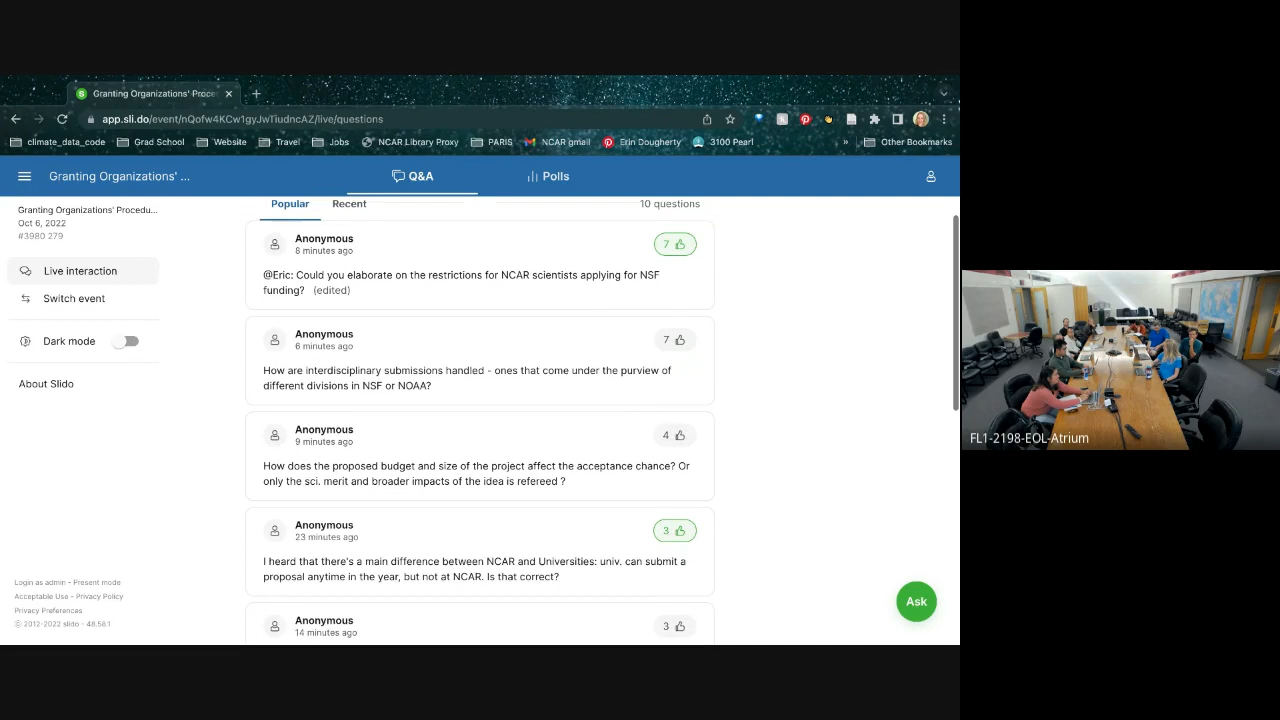 Granting Organizations' Proce
app.sli.do/event/nQofw4KCw1gyJwTiudncAZ/live/questions
climate_data_code Grad School Website Travel Jobs NCAR Library Proxy PARIS NCAR gmail Erin Dougherty 3100 Pearl » Other Bookmarks
Granting Organizations' ... Q&A Polls
Granting Organizations' Procedu...
Oct 6, 2022
#3980 279
Live interaction
Switch event
Dark mode
About Slido
Login as admin - Present mode
Acceptable Use - Privacy Policy
Privacy Preferences
© 2012-2022 slido - 48.58.1
Popular Recent 10 questions
Anonymous 7
8 minutes ago
@Eric: Could you elaborate on the restrictions for NCAR scientists applying for NSF
funding? (edited)
Anonymous 7
6 minutes ago
How are interdisciplinary submissions handled - ones that come under the purview of
different divisions in NSF or NOAA?
Anonymous 4
9 minutes ago
How does the proposed budget and size of the project affect the acceptance chance? Or
only the sci. merit and broader impacts of the idea is refereed ?
Anonymous 3
23 minutes ago
I heard that there's a main difference between NCAR and Universities: univ. can submit a
proposal anytime in the year, but not at NCAR. Is that correct?
Anonymous 3
14 minutes ago
Ask
FL1-2198-EOL-Atrium